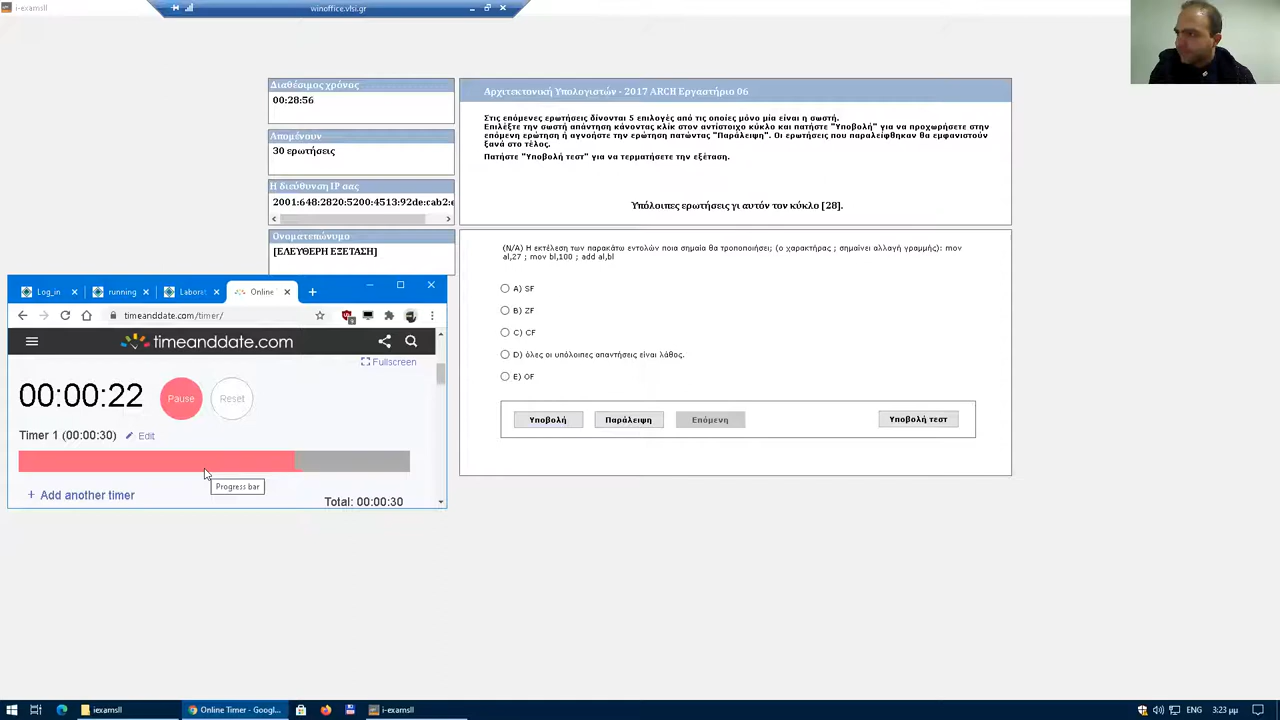 i-examsll
winoffice.vlsi.gr
Διαθέσιμος χρόνος
00:28:56
Απομένουν
30 ερωτήσεις
Η διεύθυνση IP σας
2001:648:2820:5200:4513:92de:cab2:
Ονοματεπώνυμο
[ΕΛΕΥΘΕΡΗ ΕΞΕΤΑΣΗ]
Αρχιτεκτονική Υπολογιστών - 2017 ARCH Εργαστήριο 06
Στις επόμενες ερωτήσεις δίνονται 5 επιλογές από τις οποίες μόνο μία είναι η σωστή.
Επιλέξτε την σωστή απάντηση κάνοντας κλίκ στον αντίστοιχο κύκλο και πατήστε "Υποβολή" για να προχωρήσετε στην
επόμενη ερώτηση ή αγνοήστε την ερώτηση πατώντας "Παράλειψη". Οι ερωτήσεις που παραλείφθηκαν θα εμφανιστούν
ξανά στο τέλος.
Πατήστε "Υποβολή τεστ" για να τερματήσετε την εξέταση.
Υπόλοιπες ερωτήσεις γι αυτόν τον κύκλο [28].
(N/A) Η εκτέλεση των παρακάτω εντολών ποια σημαία θα τροποποιήσει; (ο χαρακτήρας ; σημαίνει αλλαγή γραμμής): mov
al,27 ; mov bl,100 ; add al,bl
A) SF
B) ZF
C) CF
D) όλες οι υπόλοιπες απαντήσεις είναι λάθος.
E) OF
Υποβολή
Παράλειψη
Επόμενη
Υποβολή τεστ
Log_in
running
Laborat
Online
timeanddate.com/timer/
timeanddate.com
Fullscreen
00:00:22
Pause
Reset
Timer 1 (00:00:30)
Edit
Progress bar
+ Add another timer
Total: 00:00:30
iexamsll
Online Timer - Googl...
i-examsll
ENG
3:23 μμ